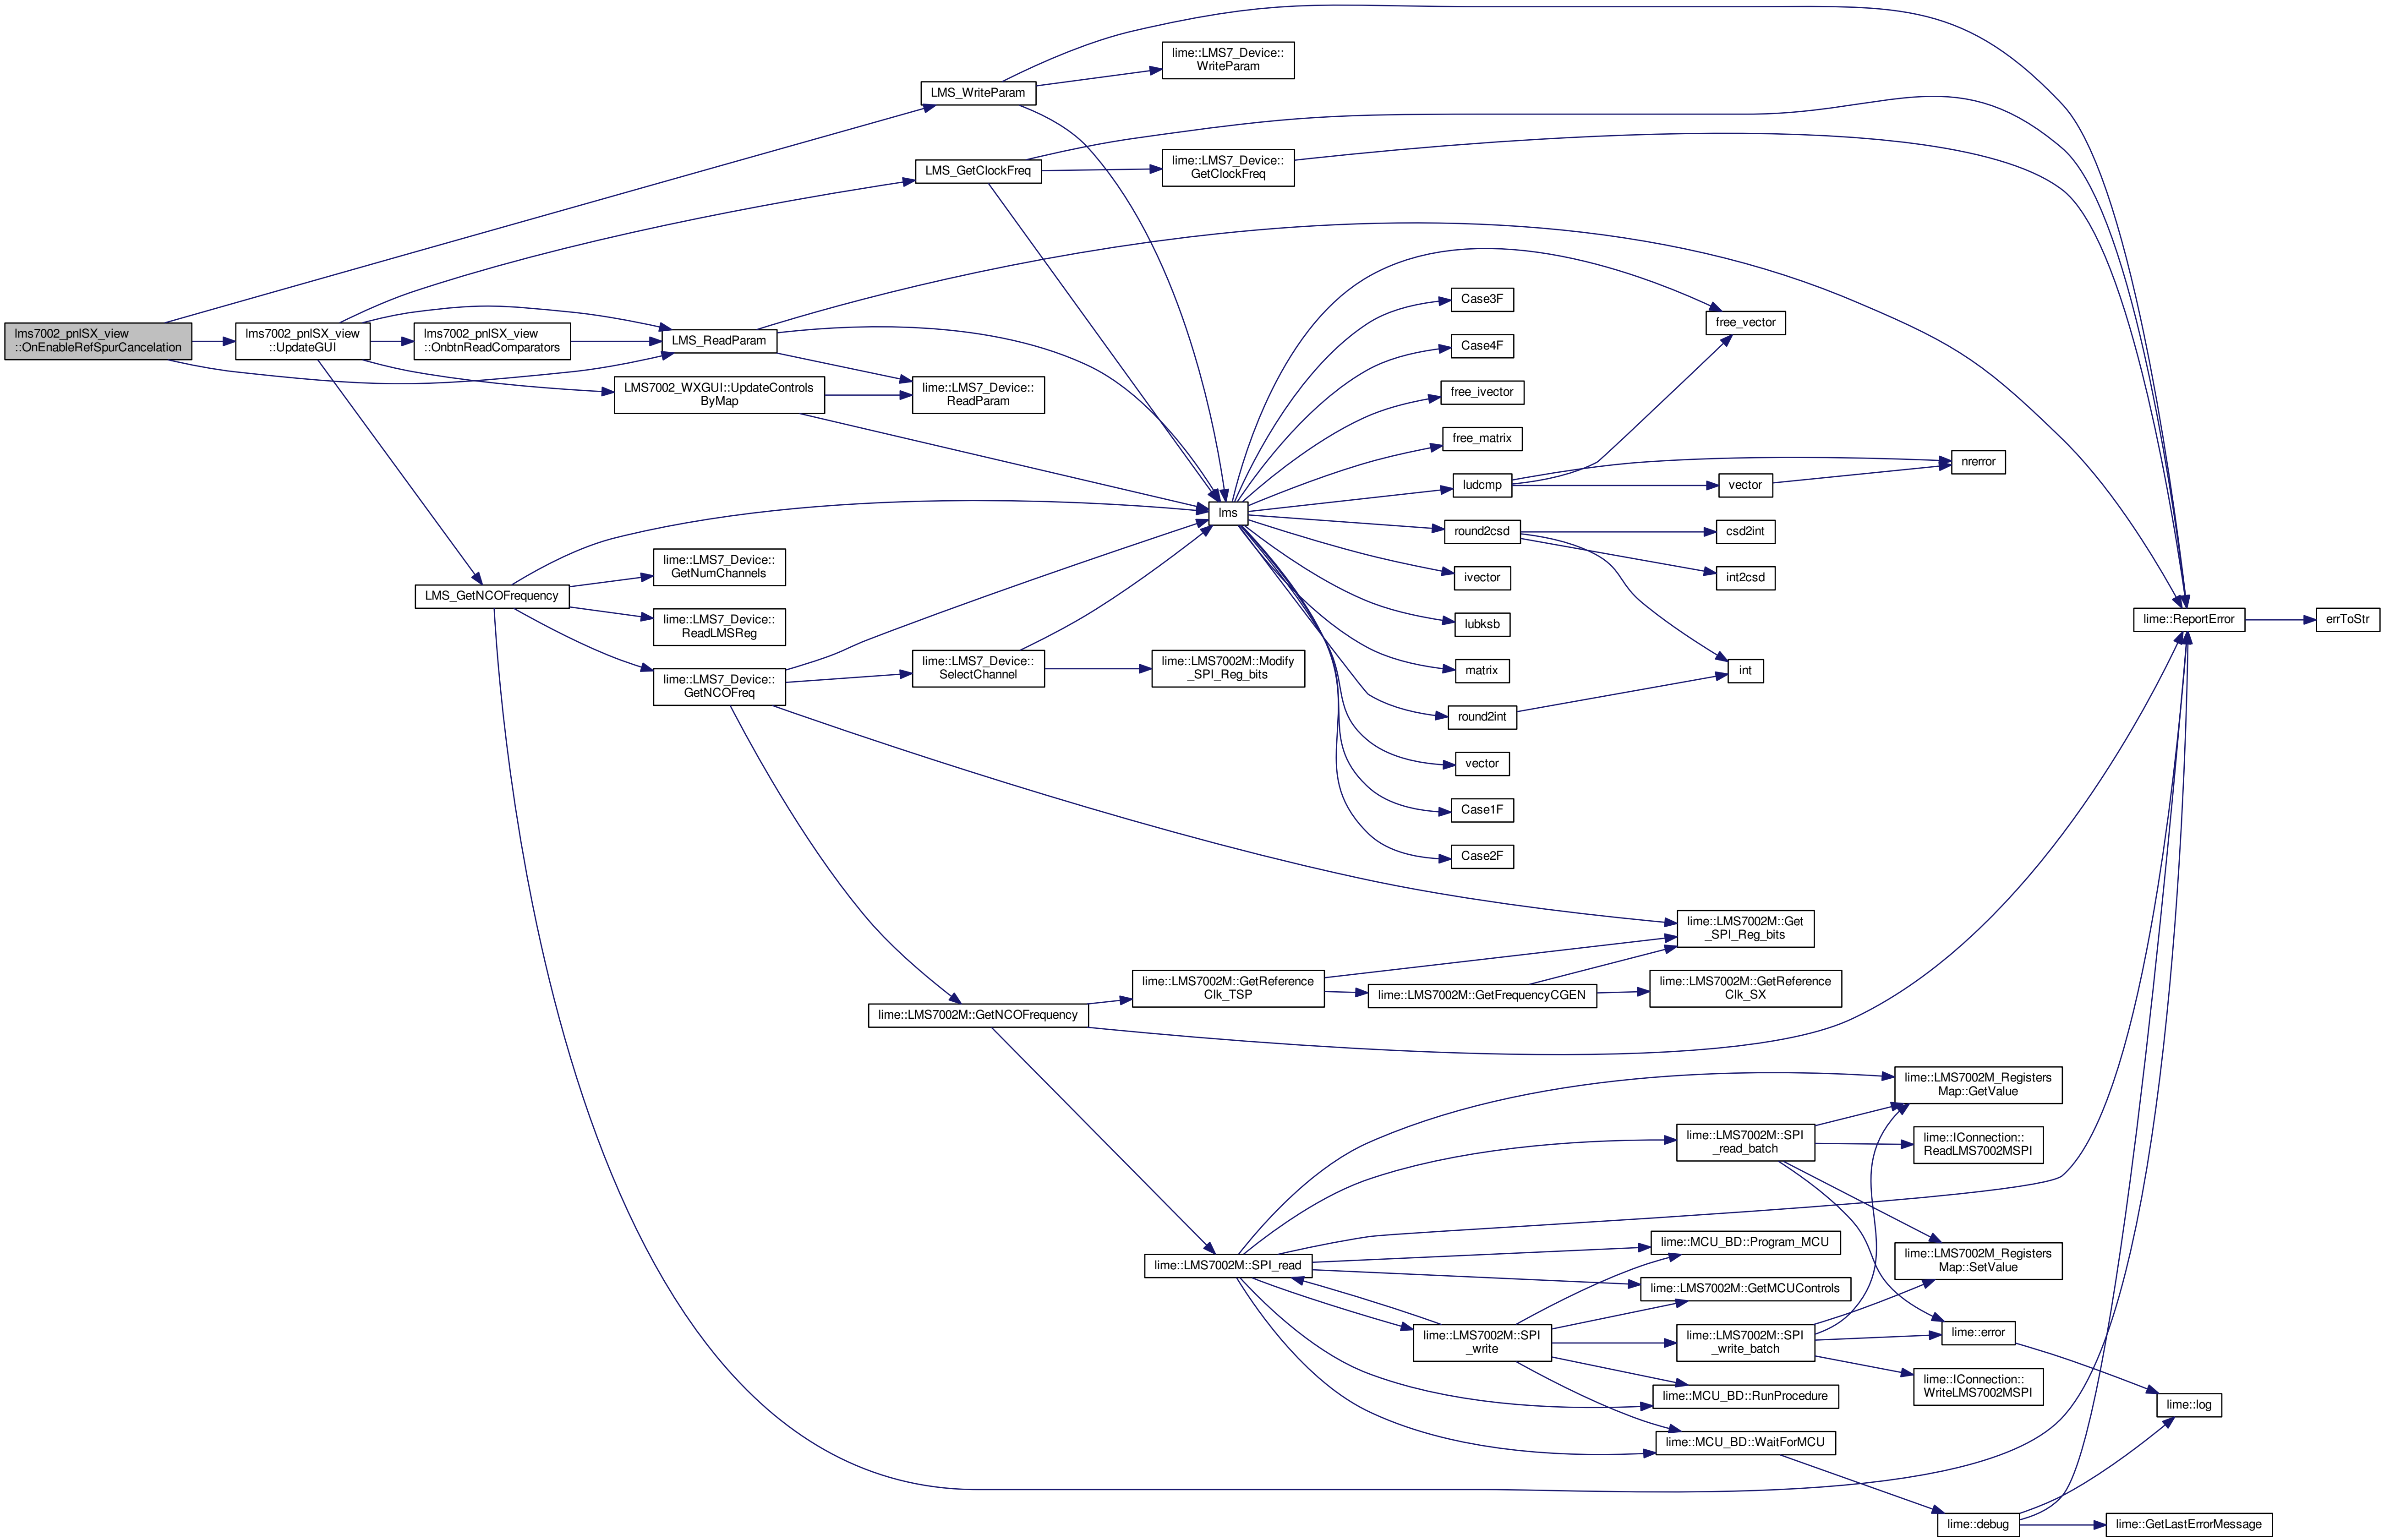 lms7002_pnlSX_view
::OnEnableRefSpurCancelation
lms7002_pnlSX_view
::UpdateGUI
lms7002_pnlSX_view
::OnbtnReadComparators
LMS_WriteParam
lime::LMS7_Device::
WriteParam
LMS_GetClockFreq
lime::LMS7_Device::
GetClockFreq
LMS_ReadParam
LMS7002_WXGUI::UpdateControls
ByMap
lime::LMS7_Device::
ReadParam
LMS_GetNCOFrequency
lime::LMS7_Device::
GetNumChannels
lime::LMS7_Device::
ReadLMSReg
lime::LMS7_Device::
GetNCOFreq
lime::LMS7_Device::
SelectChannel
lime::LMS7002M::Modify
_SPI_Reg_bits
lms
Case3F
Case4F
free_ivector
free_matrix
ludcmp
round2csd
ivector
lubksb
matrix
round2int
vector
Case1F
Case2F
free_vector
nrerror
vector
csd2int
int2csd
int
lime::ReportError
errToStr
lime::LMS7002M::Get
_SPI_Reg_bits
lime::LMS7002M::GetNCOFrequency
lime::LMS7002M::GetReference
Clk_TSP
lime::LMS7002M::GetFrequencyCGEN
lime::LMS7002M::GetReference
Clk_SX
lime::LMS7002M_Registers
Map::GetValue
lime::LMS7002M::SPI
_read_batch
lime::IConnection::
ReadLMS7002MSPI
lime::LMS7002M::SPI_read
lime::MCU_BD::Program_MCU
lime::LMS7002M_Registers
Map::SetValue
lime::LMS7002M::GetMCUControls
lime::LMS7002M::SPI
_write
lime::LMS7002M::SPI
_write_batch
lime::error
lime::IConnection::
WriteLMS7002MSPI
lime::MCU_BD::RunProcedure
lime::log
lime::MCU_BD::WaitForMCU
lime::debug
lime::GetLastErrorMessage